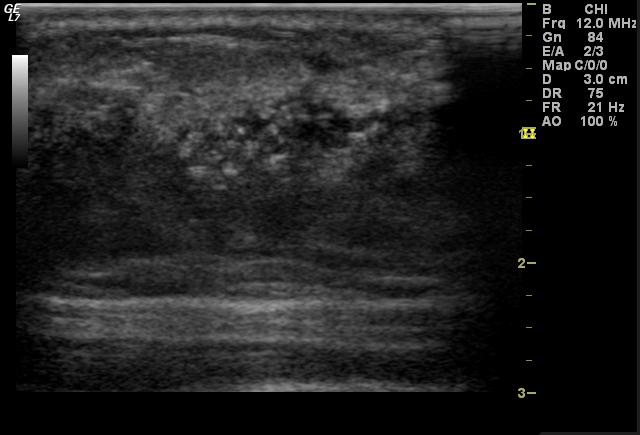 GE
L7
B CHI
Frq 12.0 MHz
Gn 84
E/A 2/3
Map C/0/0
D 3.0 cm
DR 75
FR 21 Hz
AO 100 %
2
3